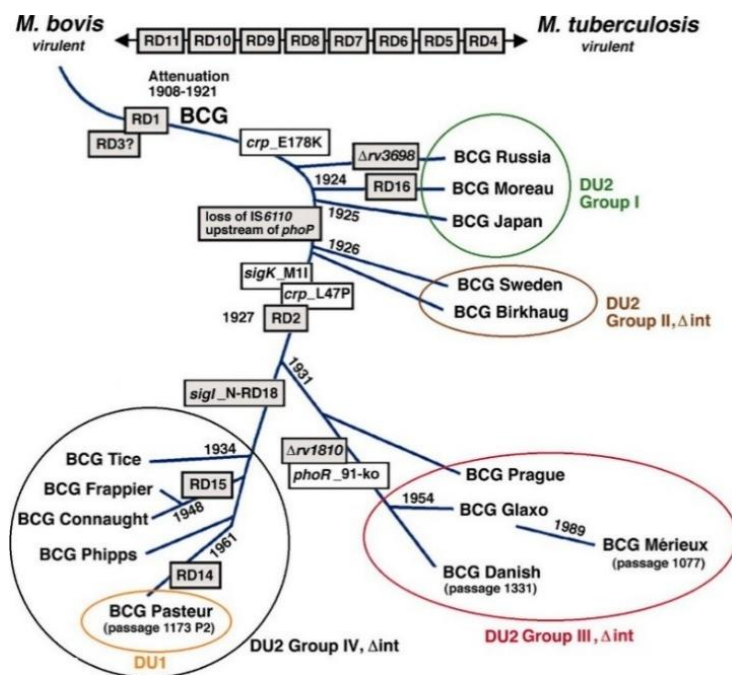 M. bovis
virulent
RD11 RD10 RD9 RD8 RD7 RD6 RD5 RD4
M. tuberculosis
virulent
Attenuation
1908-1921
RD1
BCG
RD3?
crp_E178K
Δrv3698
BCG Russia
1924
RD16
BCG Moreau
1925
BCG Japan
DU2
Group I
loss of IS6110
upstream of phoP
1926
sigK_M1I
crp_L47P
BCG Sweden
BCG Birkhaug
DU2
Group II, Δint
1927
RD2
1931
sigI_N-RD18
Δrv1810
phoR_91-ko
1934
BCG Tice
RD15
BCG Frappier
1948
BCG Connaught
BCG Phipps
1961
RD14
BCG Pasteur
(passage 1173 P2)
DU1
DU2 Group IV, Δint
BCG Prague
1954
BCG Glaxo
1989
BCG Mérieux
(passage 1077)
BCG Danish
(passage 1331)
DU2 Group III, Δint